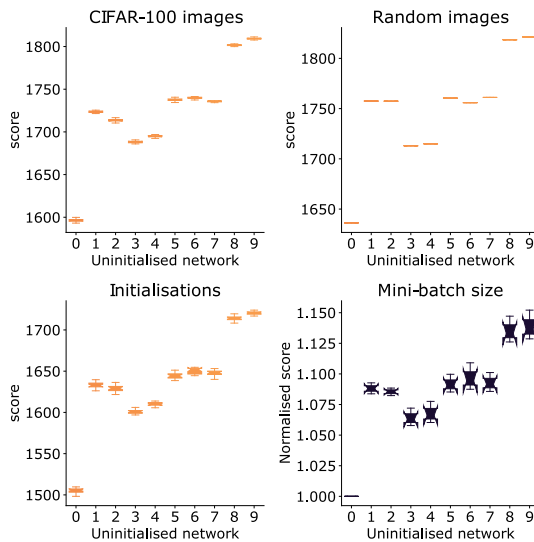 CIFAR-100 images
score
1800
1750
1700
1650
1600
0 1 2 3 4 5 6 7 8 9
Uninitialised network
Random images
score
1800
1750
1700
1650
0 1 2 3 4 5 6 7 8 9
Uninitialised network
Initialisations
score
1700
1600
1500
0 1 2 3 4 5 6 7 8 9
Uninitialised network
Mini-batch size
Normalised score
1.150
1.125
1.100
1.075
1.050
1.025
1.000
0 1 2 3 4 5 6 7 8 9
Uninitialised network